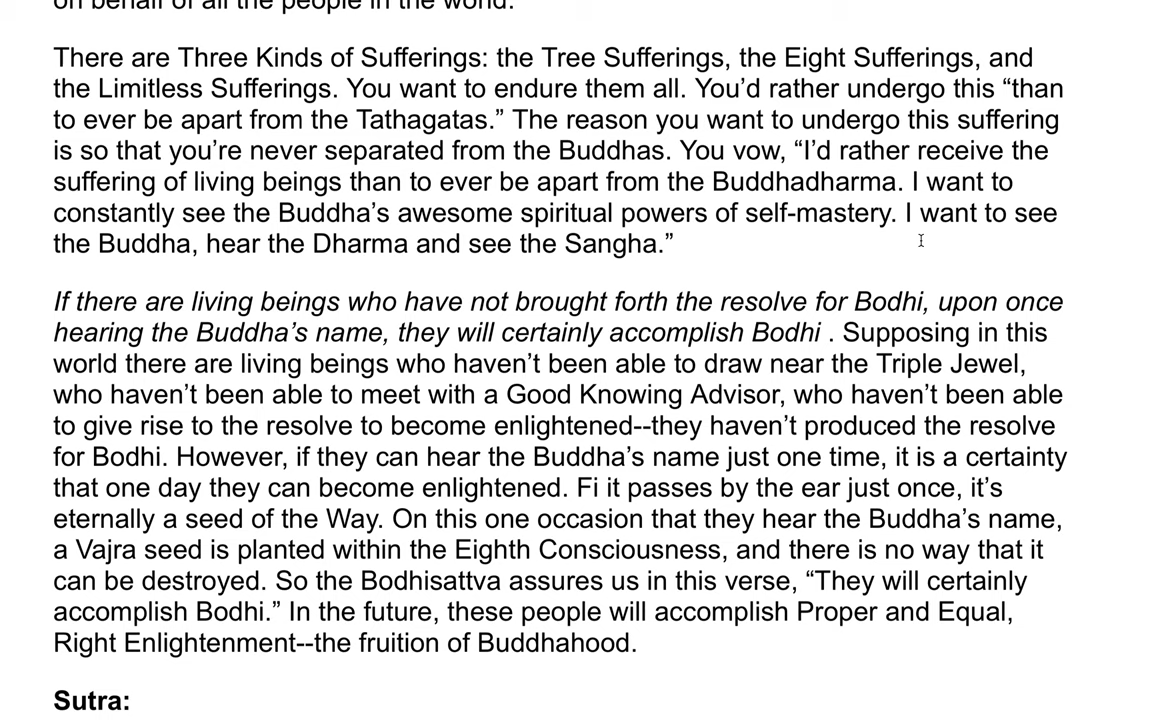 on behalf of all the people in the world.
There are Three Kinds of Sufferings: the Tree Sufferings, the Eight Sufferings, and
the Limitless Sufferings. You want to endure them all. You’d rather undergo this “than
to ever be apart from the Tathagatas.” The reason you want to undergo this suffering
is so that you’re never separated from the Buddhas. You vow, “I’d rather receive the
suffering of living beings than to ever be apart from the Buddhadharma. I want to
constantly see the Buddha’s awesome spiritual powers of self-mastery. I want to see
the Buddha, hear the Dharma and see the Sangha.”
If there are living beings who have not brought forth the resolve for Bodhi, upon once
hearing the Buddha’s name, they will certainly accomplish Bodhi . Supposing in this
world there are living beings who haven’t been able to draw near the Triple Jewel,
who haven’t been able to meet with a Good Knowing Advisor, who haven’t been able
to give rise to the resolve to become enlightened--they haven’t produced the resolve
for Bodhi. However, if they can hear the Buddha’s name just one time, it is a certainty
that one day they can become enlightened. Fi it passes by the ear just once, it’s
eternally a seed of the Way. On this one occasion that they hear the Buddha’s name,
a Vajra seed is planted within the Eighth Consciousness, and there is no way that it
can be destroyed. So the Bodhisattva assures us in this verse, “They will certainly
accomplish Bodhi.” In the future, these people will accomplish Proper and Equal,
Right Enlightenment--the fruition of Buddhahood.
Sutra: